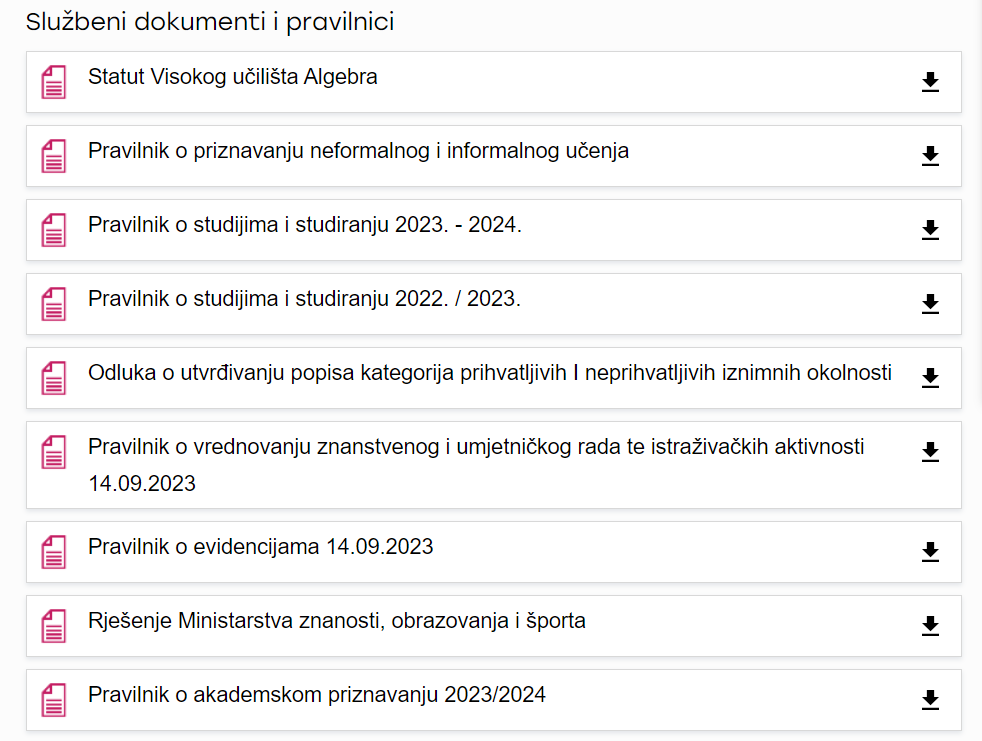 Službeni dokumenti i pravilnici
Statut Visokog učilišta Algebra
Pravilnik o priznavanju neformalnog i informalnog učenja
Pravilnik o studijima i studiranju 2023. - 2024.
Pravilnik o studijima i studiranju 2022. / 2023.
Odluka o utvrđivanju popisa kategorija prihvatljivih I neprihvatljivih iznimnih okolnosti
Pravilnik o vrednovanju znanstvenog i umjetničkog rada te istraživačkih aktivnosti
14.09.2023
Pravilnik o evidencijama 14.09.2023
Rješenje Ministarstva znanosti, obrazovanja i športa
Pravilnik o akademskom priznavanju 2023/2024